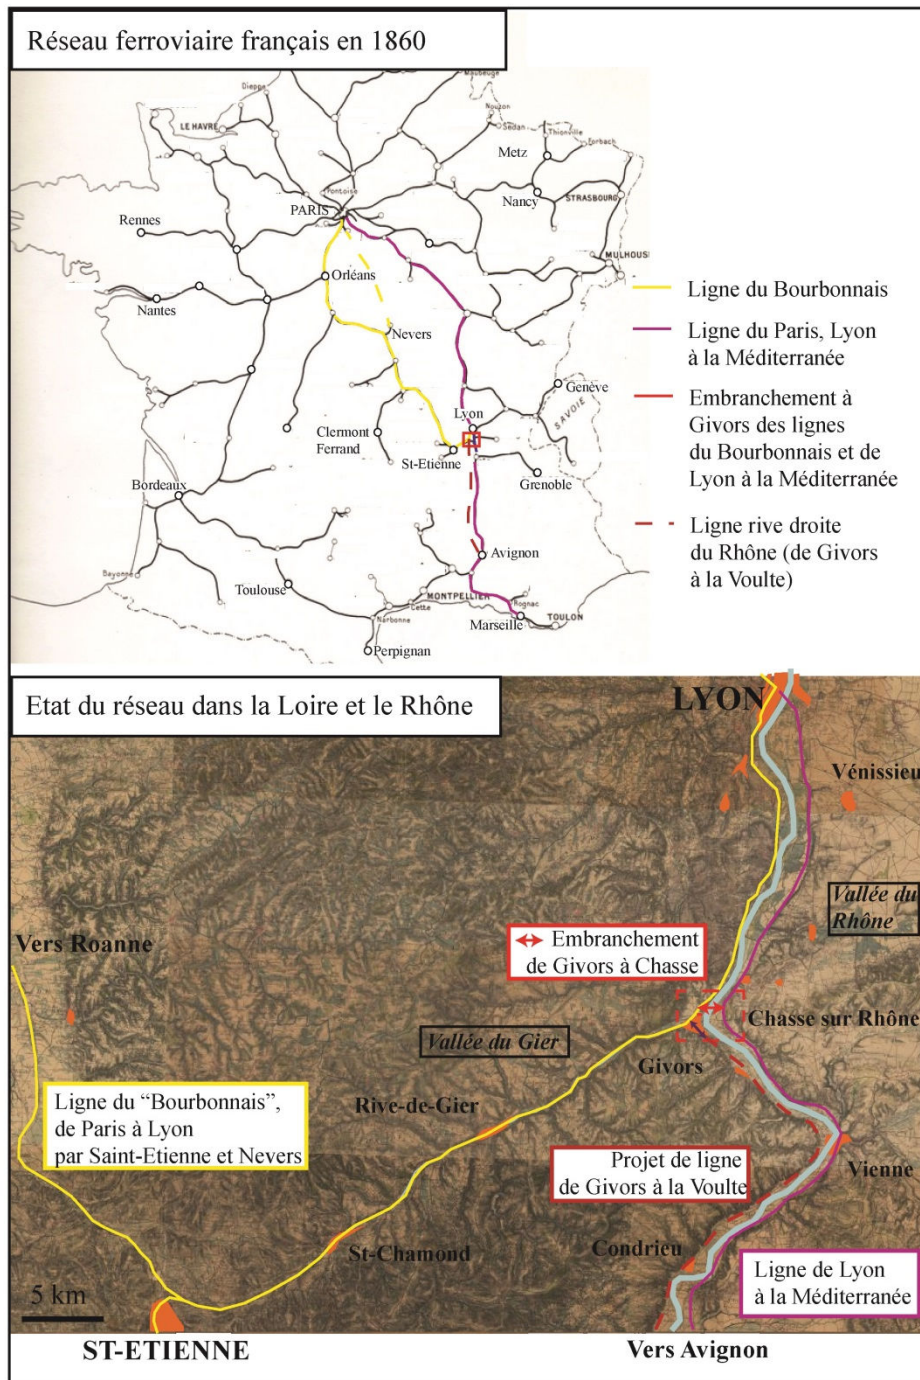 Réseau ferroviaire français en 1860
Maubeuge
Dieppe
LE HAVRE
Nouzon
Sedan
Thionville
Forbach
Metz
Pontoise
PARIS
Nancy
STRASBOURG
Rennes
MULHOUSE
Orléans
Nantes
Nevers
Genève
SAVOIE
Lyon
Clermont
Ferrand
St-Etienne
Grenoble
Bordeaux
Avignon
Bayonne
Toulouse
MONTPELLIER
Cette
Rognac
Narbonne
Marseille
TOULON
Perpignan
Ligne du Bourbonnais
Ligne du Paris, Lyon
à la Méditerranée
Embranchement à
Givors des lignes
du Bourbonnais et de
Lyon à la Méditerranée
Ligne rive droite
du Rhône (de Givors
à la Voulte)
Etat du réseau dans la Loire et le Rhône
LYON
Vénissieu
Vallée du
Rhône
Vers Roanne
Embranchement
de Givors à Chasse
Chasse sur Rhône
Vallée du Gier
Givors
Rive-de-Gier
Ligne du “Bourbonnais”,
de Paris à Lyon
par Saint-Etienne et Nevers
Projet de ligne
de Givors à la Voulte
Vienne
St-Chamond
Condrieu
Ligne de Lyon
à la Méditerranée
5 km
ST-ETIENNE
Vers Avignon